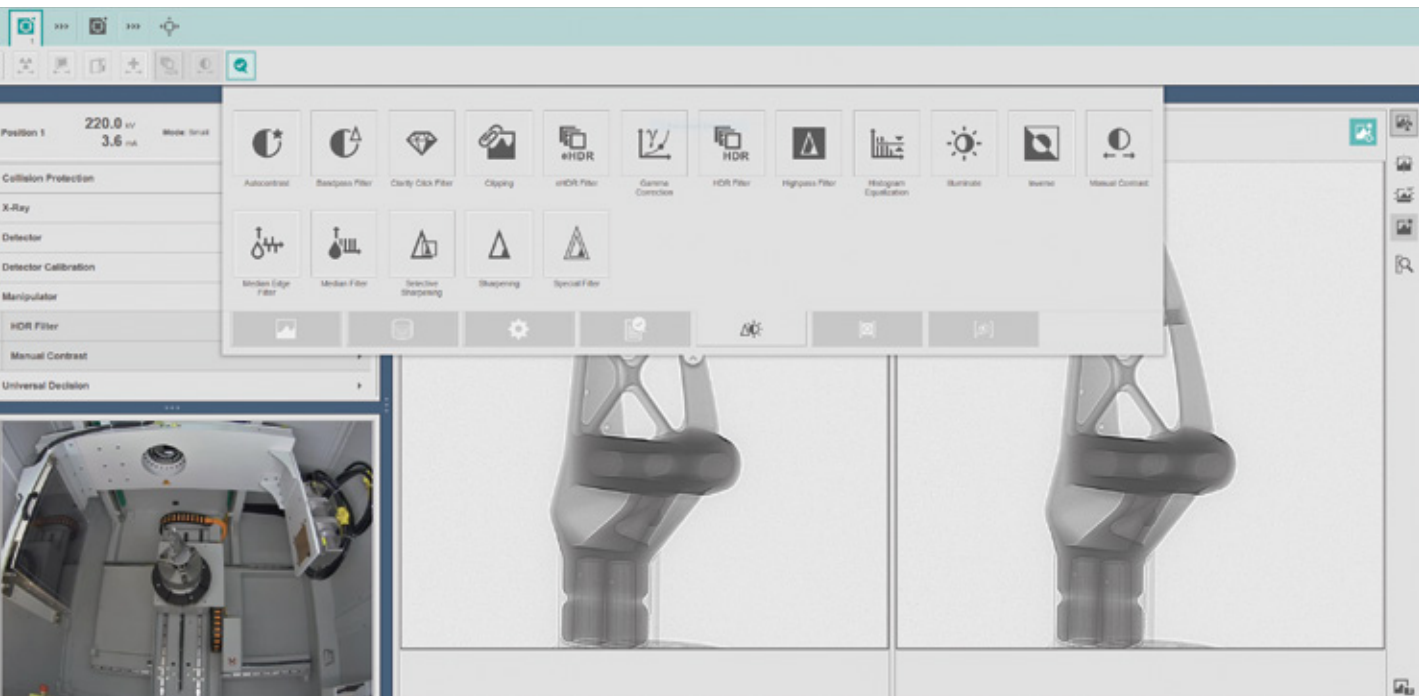 1
Position 1
220.0 kV
3.6 mA
Mode: Small
Collision Protection
X-Ray
Detector
Detector Calibration
Manipulator
HDR Filter
Manual Contrast
Universal Decision
eHDR
HDR
Autocontrast
Bandpass Filter
Clarity Click Filter
Clipping
eHDR Filter
Gamma
Correction
HDR Filter
Highpass Filter
Histogram
Equalization
Illuminate
Inverse
Manual Contrast
Median Edge
Filter
Median Filter
Selective
Sharpening
Sharpening
Special Filter